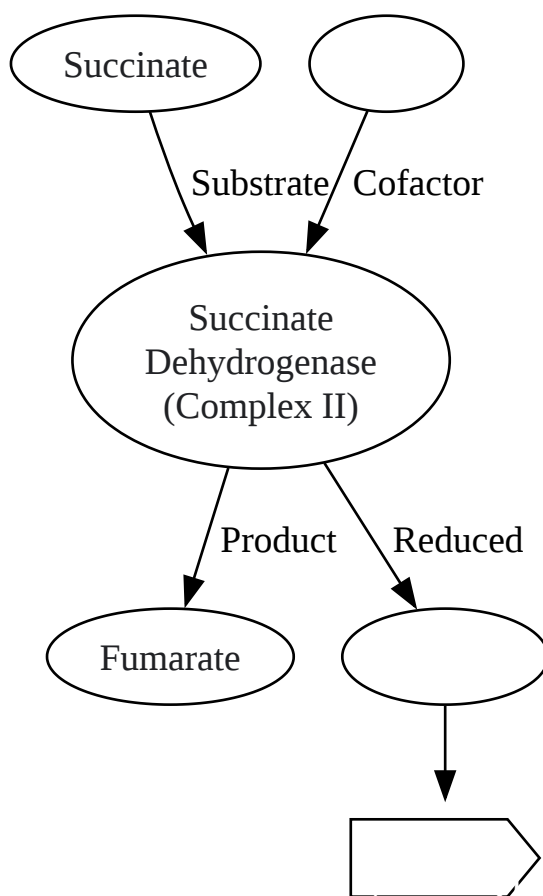 Succinate
Substrate
Cofactor
Succinate
Dehydrogenase
(Complex II)
Product
Reduced
Fumarate